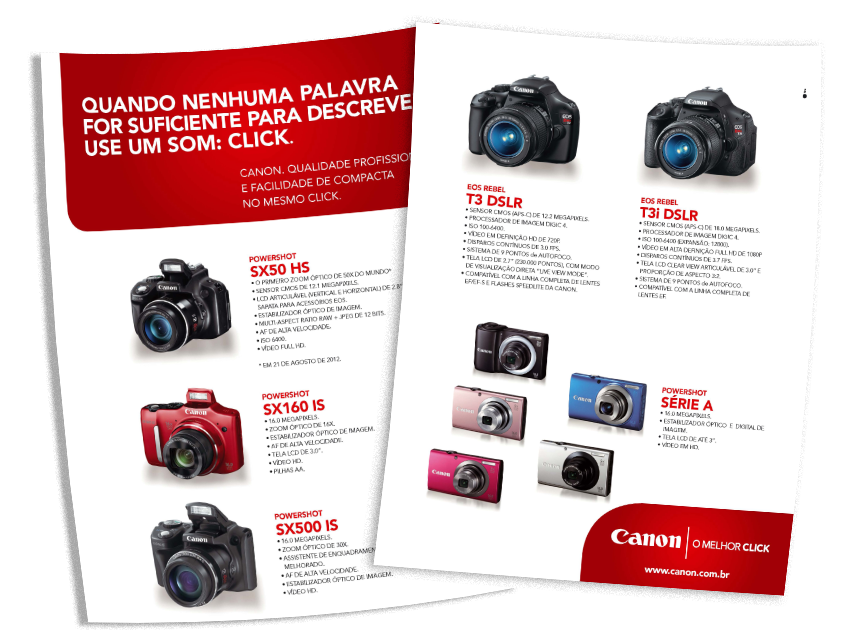 QUANDO NENHUMA PALAVRA
FOR SUFICIENTE PARA DESCREVE
USE UM SOM: CLICK.
CANON. QUALIDADE PROFISSIO
E FACILIDADE DE COMPACTA
NO MESMO CLICK.
POWERSHOT
SX50 HS
• O PRIMEIRO ZOOM ÓPTICO DE 50X DO MUNDO*
• SENSOR CMOS DE 12.1 MEGAPIXELS.
• LCD ARTICULÁVEL (VERTICAL E HORIZONTAL) DE 2.8"
SAPATA PARA ACESSÓRIOS EOS.
• ESTABILIZADOR ÓPTICO DE IMAGEM.
• MULTI-ASPECT RATIO RAW + JPEG DE 12 BITS.
• AF DE ALTA VELOCIDADE.
• ISO 6400.
• VÍDEO FULL HD.
* EM 21 DE AGOSTO DE 2012.
POWERSHOT
SX160 IS
• 16.0 MEGAPIXELS.
• ZOOM ÓPTICO DE 16X.
• ESTABILIZADOR ÓPTICO DE IMAGEM.
• AF DE ALTA VELOCIDADE.
• TELA LCD DE 3.0".
• VÍDEO HD.
• PILHAS AA.
Canon
POWERSHOT
SX500 IS
• 16.0 MEGAPIXELS.
• ZOOM ÓPTICO DE 30X.
• ASSISTENTE DE ENQUADRAMEN
MELHORADO.
• AF DE ALTA VELOCIDADE.
• ESTABILIZADOR ÓPTICO DE IMAGEM.
• VÍDEO HD.
Canon
Canon
EOS REBEL
T3 DSLR
• SENSOR CMOS (APS-C) DE 12.2 MEGAPIXELS.
• PROCESSADOR DE IMAGEM DIGIC 4.
• ISO 100-6400.
• VÍDEO EM DEFINIÇÃO HD DE 720P.
• DISPAROS CONTÍNUOS DE 3.0 FPS.
• SISTEMA DE 9 PONTOS de AUTOFOCO.
• TELA LCD DE 2.7" (230.000 PONTOS), COM MODO
DE VISUALIZAÇÃO DIRETA "LIVE VIEW MODE".
• COMPATÍVEL COM A LINHA COMPLETA DE LENTES
EF/EF-S E FLASHES SPEEDLITE DA CANON.
Canon
EOS REBEL
T3i DSLR
• SENSOR CMOS (APS-C) DE 18.0 MEGAPIXELS.
• PROCESSADOR DE IMAGEM DIGIC 4.
• ISO 100-6400 (EXPANSÃO: 12800).
• VÍDEO EM ALTA DEFINIÇÃO FULL HD DE 1080P
• DISPAROS CONTÍNUOS DE 3.7 FPS.
• TELA LCD CLEAR VIEW ARTICULÁVEL DE 3.0" E
PROPORÇÃO DE ASPECTO 3:2.
• SISTEMA DE 9 PONTOS de AUTOFOCO.
• COMPATÍVEL COM A LINHA COMPLETA DE
LENTES EF.
Canon
Canon
Canon
POWERSHOT
SÉRIE A
• 16.0 MEGAPIXELS.
• ESTABILIZADOR ÓPTICO E DIGITAL DE
IMAGEM.
• TELA LCD DE ATÉ 3".
• VÍDEO EM HD.
Canon
O MELHOR CLICK
www.canon.com.br